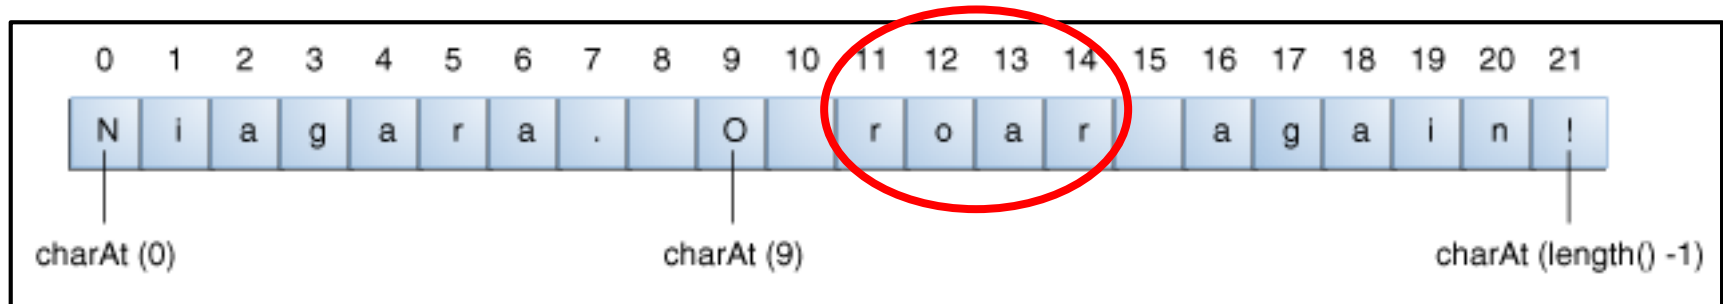 0 1 2 3 4 5 6 7 8 9 10 11 12 13 14 15 16 17 18 19 20 21
N i a g a r a . O r o a r a g a i n !
charAt (0) charAt (9) charAt (length() -1)